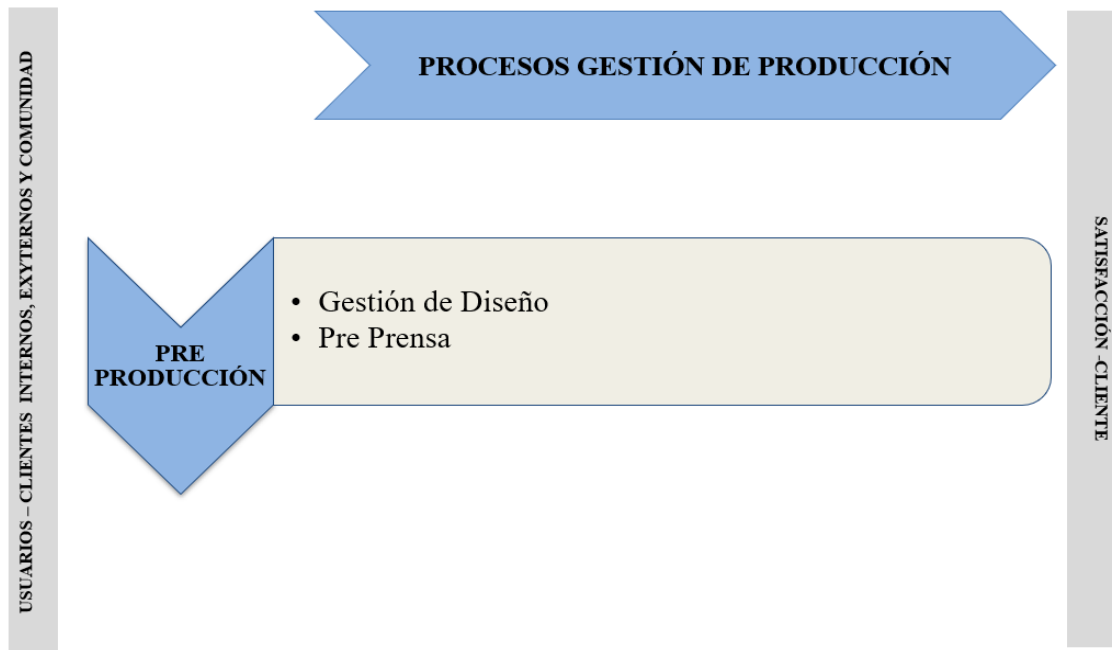 USUARIOS – CLIENTES INTERNOS, EXYTERNOS Y COMUNIDAD
PROCESOS GESTIÓN DE PRODUCCIÓN
PRE
PRODUCCIÓN
• Gestión de Diseño
• Pre Prensa
SATISFACCIÓN -CLIENTE